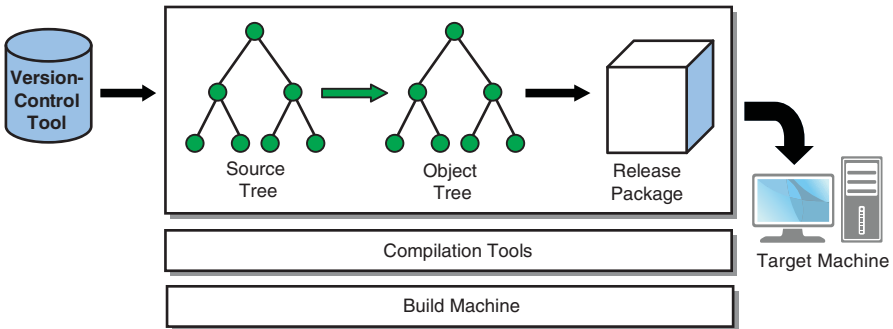 Version-
Control
Tool
Source
Tree
Object
Tree
Release
Package
Target Machine
Compilation Tools
Build Machine